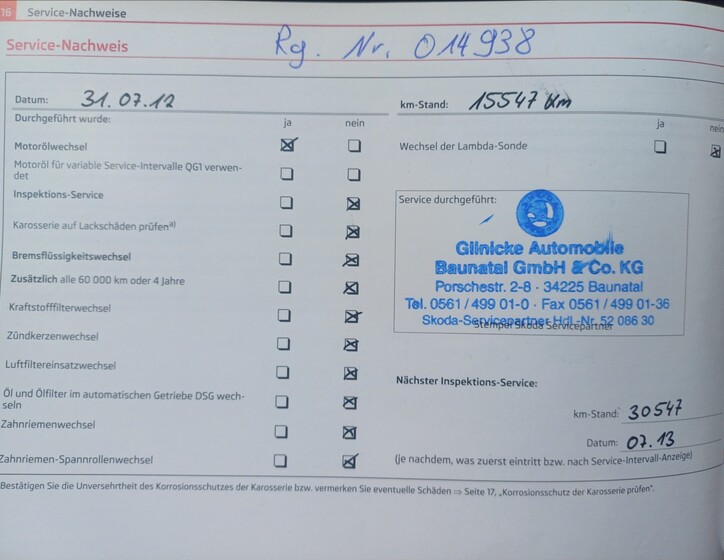 16 Service-Nachweise
Service-Nachweis Rg. Nr. 014938
Datum: 31.07.12 km-Stand: 15547 km
Durchgeführt wurde: ja nein ja nein
Motorölwechsel Wechsel der Lambda-Sonde
Motoröl für variable Service-Intervalle QG1 verwen-
det
Inspektions-Service
Karosserie auf Lackschäden prüfen a)
Bremsflüssigkeitswechsel
Zusätzlich alle 60 000 km oder 4 Jahre
Kraftstofffilterwechsel
Zündkerzenwechsel
Luftfiltereinsatzwechsel
Öl und Ölfilter im automatischen Getriebe DSG wech-
seln
Zahnriemenwechsel
Zahnriemen-Spannrollenwechsel
Service durchgeführt:
Glinicke Automobile
Baunatal GmbH & Co. KG
Porschestr. 2-8 · 34225 Baunatal
Tel. 0561 / 499 01-0 · Fax 0561 / 499 01-36
Skoda-Servicepartner Hdl.-Nr. 52 086 30
Stempel Škoda Servicepartner
Nächster Inspektions-Service:
km-Stand: 30547
Datum: 07.13
(je nachdem, was zuerst eintritt bzw. nach Service-Intervall-Anzeige)
Bestätigen Sie die Unversehrtheit des Korrosionsschutzes der Karosserie bzw. vermerken Sie eventuelle Schäden ⇒ Seite 17, „Korrosionsschutz der Karosserie prüfen".